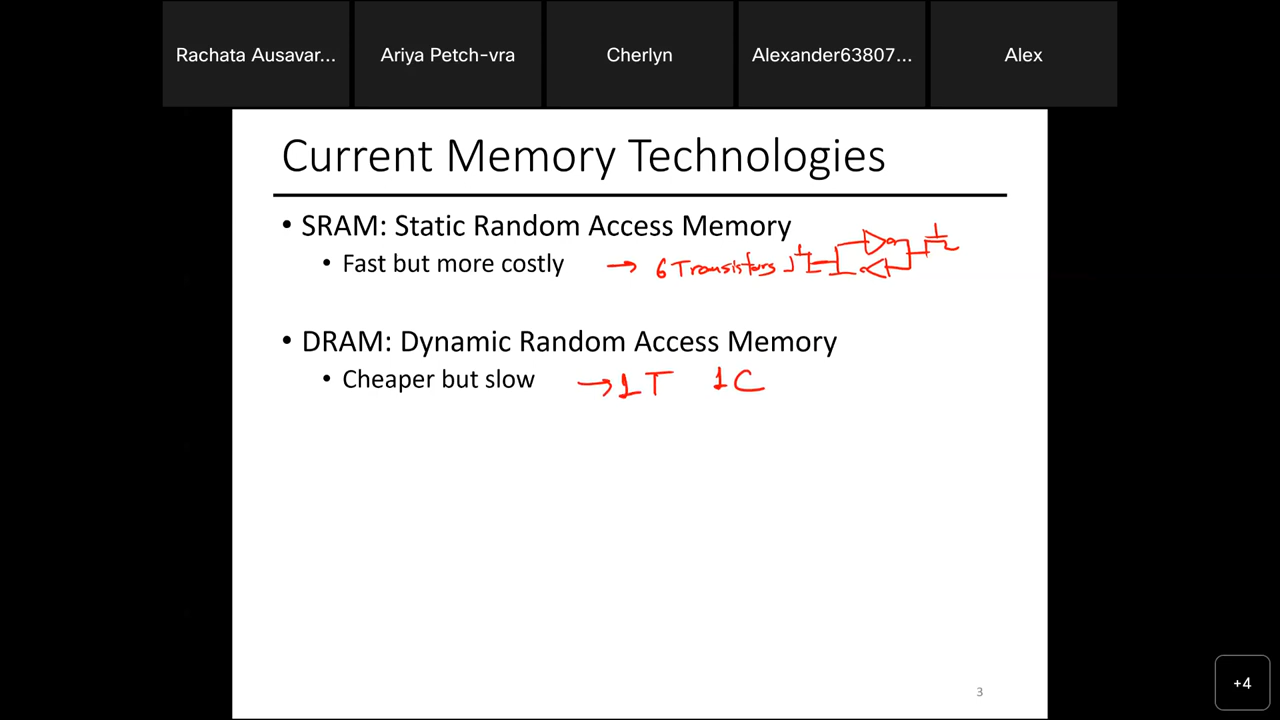 Rachata Ausavar... Ariya Petch-vra Cherlyn Alexander63807... Alex
Current Memory Technologies
• SRAM: Static Random Access Memory
• Fast but more costly → 6 Transistors
• DRAM: Dynamic Random Access Memory
• Cheaper but slow → 1T 1C
3
+4